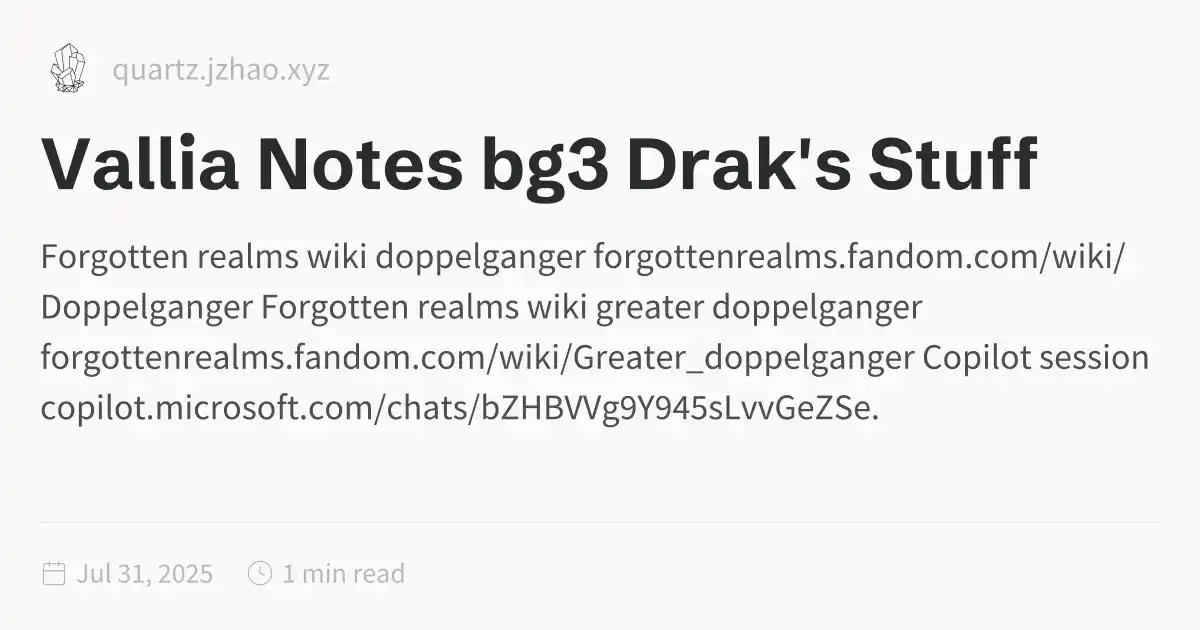 quartz.jzhao.xyz
Vallia Notes bg3 Drak's Stuff
Forgotten realms wiki doppelganger forgottenrealms.fandom.com/wiki/
Doppelganger Forgotten realms wiki greater doppelganger
forgottenrealms.fandom.com/wiki/Greater_doppelganger Copilot session
copilot.microsoft.com/chats/bZHBVVg9Y945sLvvGeZSe.
Jul 31, 2025
1 min read